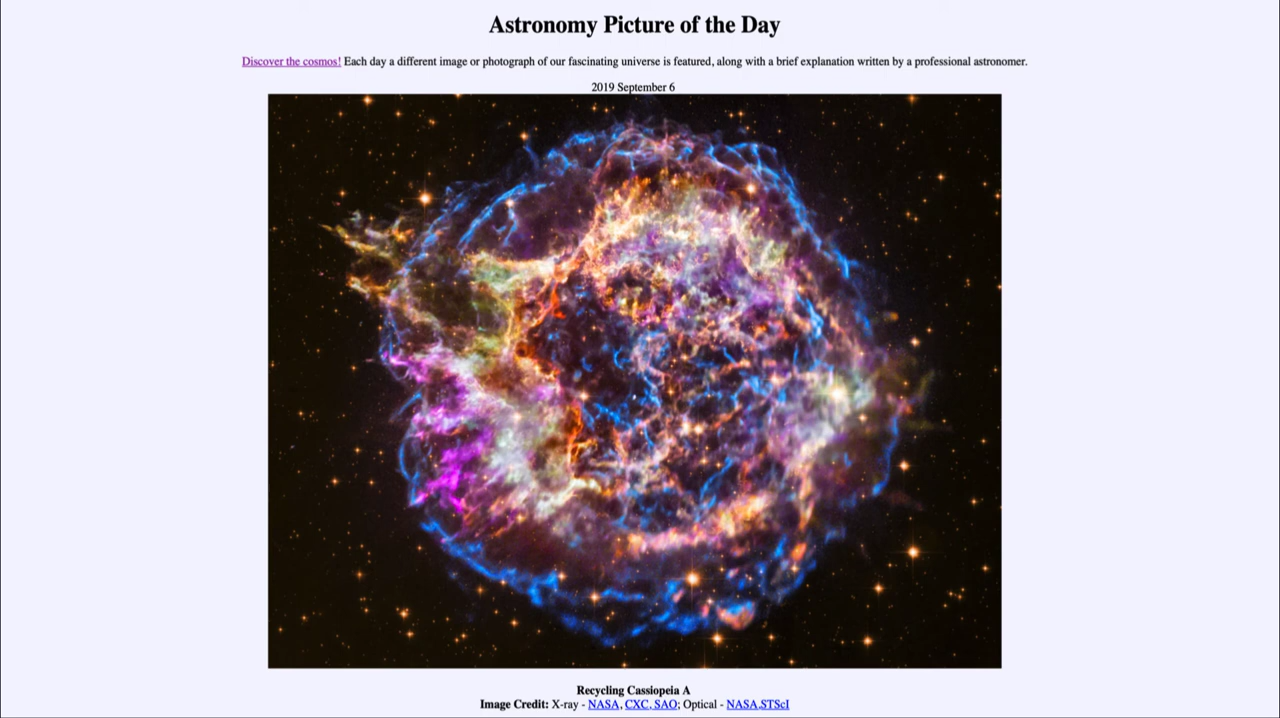 Astronomy Picture of the Day
Discover the cosmos! Each day a different image or photograph of our fascinating universe is featured, along with a brief explanation written by a professional astronomer.
2019 September 6
Recycling Cassiopeia A
Image Credit: X-ray - NASA, CXC, SAO; Optical - NASA,STScI